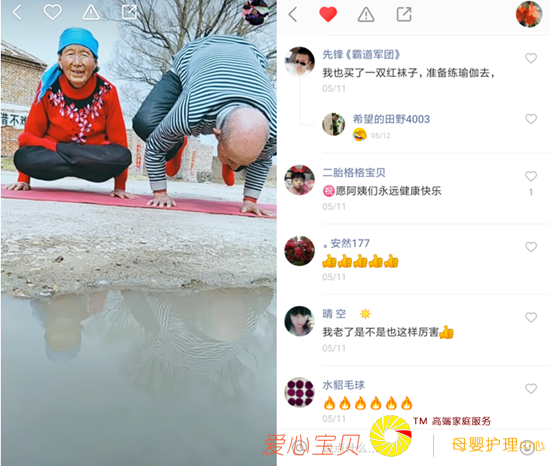 惜不
先锋《霸道军团》
我也买了一双红袜子，准备练瑜伽去，
05/11
希望的田野4003
05/12
二胎格格宝贝
祝愿阿姨们永远健康快乐
1
05/11
。安然177
05/11
晴 空
我老了是不是也这样厉害
05/11
水貂毛球
05/11
TM 高端家庭服务
爱心宝贝
母婴护理中心